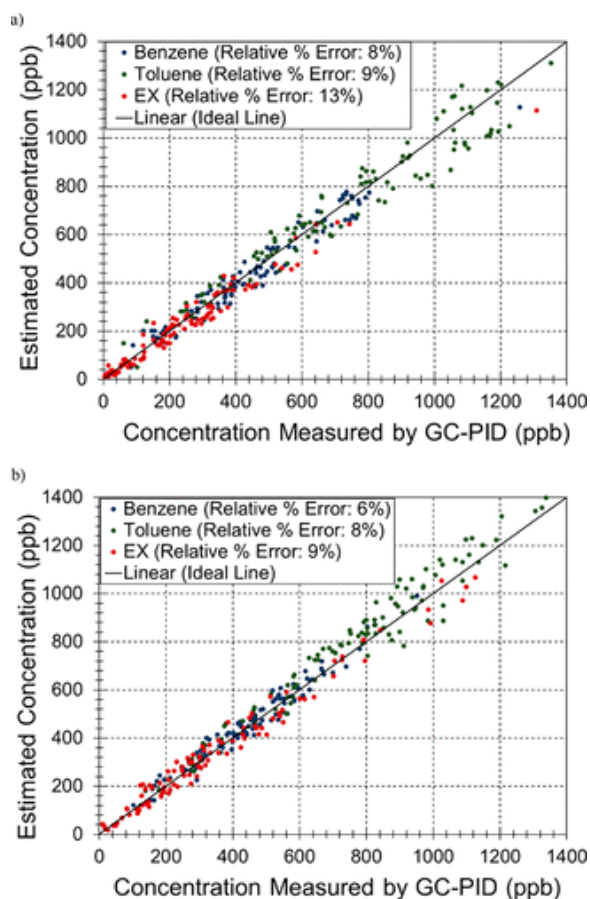 a)
1400
1200
1000
800
600
400
200
0
Estimated Concentration (ppb)
Benzene (Relative % Error: 8%)
Toluene (Relative % Error: 9%)
EX (Relative % Error: 13%)
Linear (Ideal Line)
0 200 400 600 800 1000 1200 1400
Concentration Measured by GC-PID (ppb)
b)
1400
1200
1000
800
600
400
200
0
Estimated Concentration (ppb)
Benzene (Relative % Error: 6%)
Toluene (Relative % Error: 8%)
EX (Relative % Error: 9%)
Linear (Ideal Line)
0 200 400 600 800 1000 1200 1400
Concentration Measured by GC-PID (ppb)